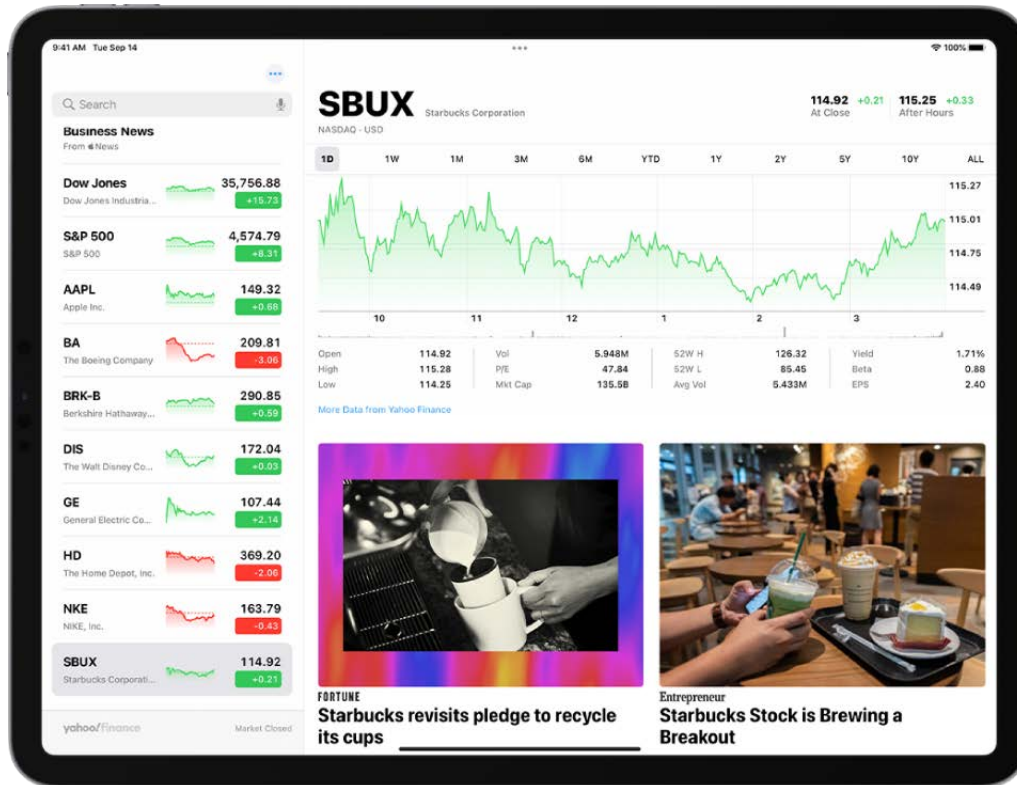 9:41 AM Tue Sep 14
100%
Search
Business News
From News
Dow Jones
35,756.88
Dow Jones Industria...
+15.73
S&P 500
4,574.79
S&P 500
+8.31
AAPL
149.32
Apple Inc.
+0.68
BA
209.81
The Boeing Company
-3.06
BRK-B
290.85
Berkshire Hathaway...
+0.59
DIS
172.04
The Walt Disney Co...
+0.03
GE
107.44
General Electric Co...
+2.14
HD
369.20
The Home Depot, Inc.
-2.06
NKE
163.79
NIKE, Inc.
-0.43
SBUX
114.92
Starbucks Corporati...
+0.21
yahoo!finance
Market Closed
SBUX Starbucks Corporation
NASDAQ · USD
114.92 +0.21
At Close
115.25 +0.33
After Hours
1D 1W 1M 3M 6M YTD 1Y 2Y 5Y 10Y ALL
115.27
115.01
114.75
114.49
10 11 12 1 2 3
Open 114.92 Vol 5.948M 52W H 126.32 Yield 1.71%
High 115.28 P/E 47.84 52W L 85.45 Beta 0.88
Low 114.25 Mkt Cap 135.5B Avg Vol 5.433M EPS 2.40
More Data from Yahoo Finance
FORTUNE
Starbucks revisits pledge to recycle
its cups
Entrepreneur
Starbucks Stock is Brewing a
Breakout